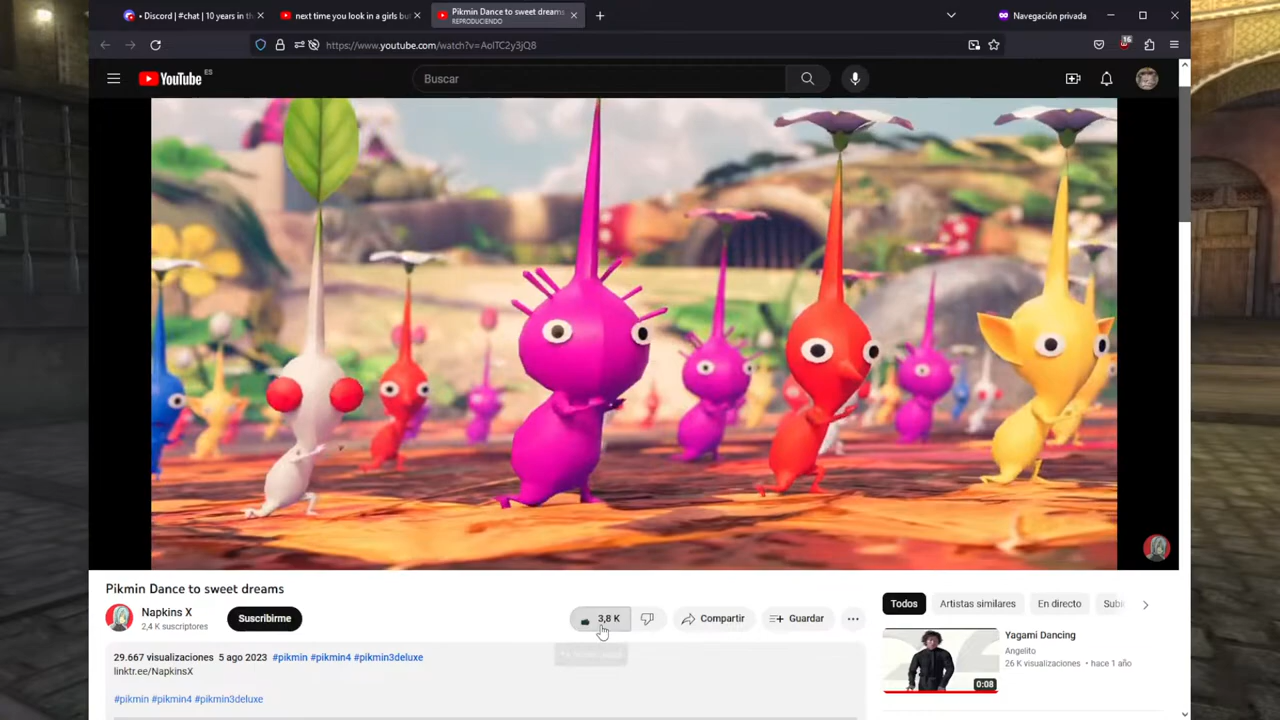 • Discord | #chat | 10 years in th
next time you look in a girls bu
Pikmin Dance to sweet dreams
REPRODUCIENDO
Navegación privada
https://www.youtube.com/watch?v=AoITC2y3jQ8
16
YouTube ES
Buscar
Pikmin Dance to sweet dreams
Napkins X
2,4 K suscriptores
Suscribirme
3,8 K
Compartir
Guardar
29.667 visualizaciones 5 ago 2023 #pikmin #pikmin4 #pikmin3deluxe
linktr.ee/NapkinsX
#pikmin #pikmin4 #pikmin3deluxe
Todos
Artistas similares
En directo
Subi
Yagami Dancing
Angelito
26 K visualizaciones • hace 1 año
0:08